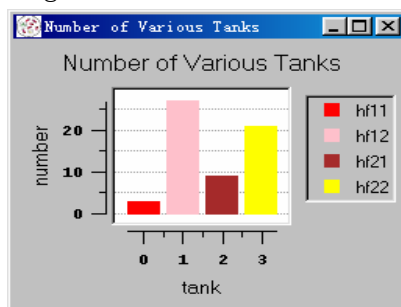 Number of Various Tanks
Number of Various Tanks
number
20
10
0
hf11
hf12
hf21
hf22
0 1 2 3
tank